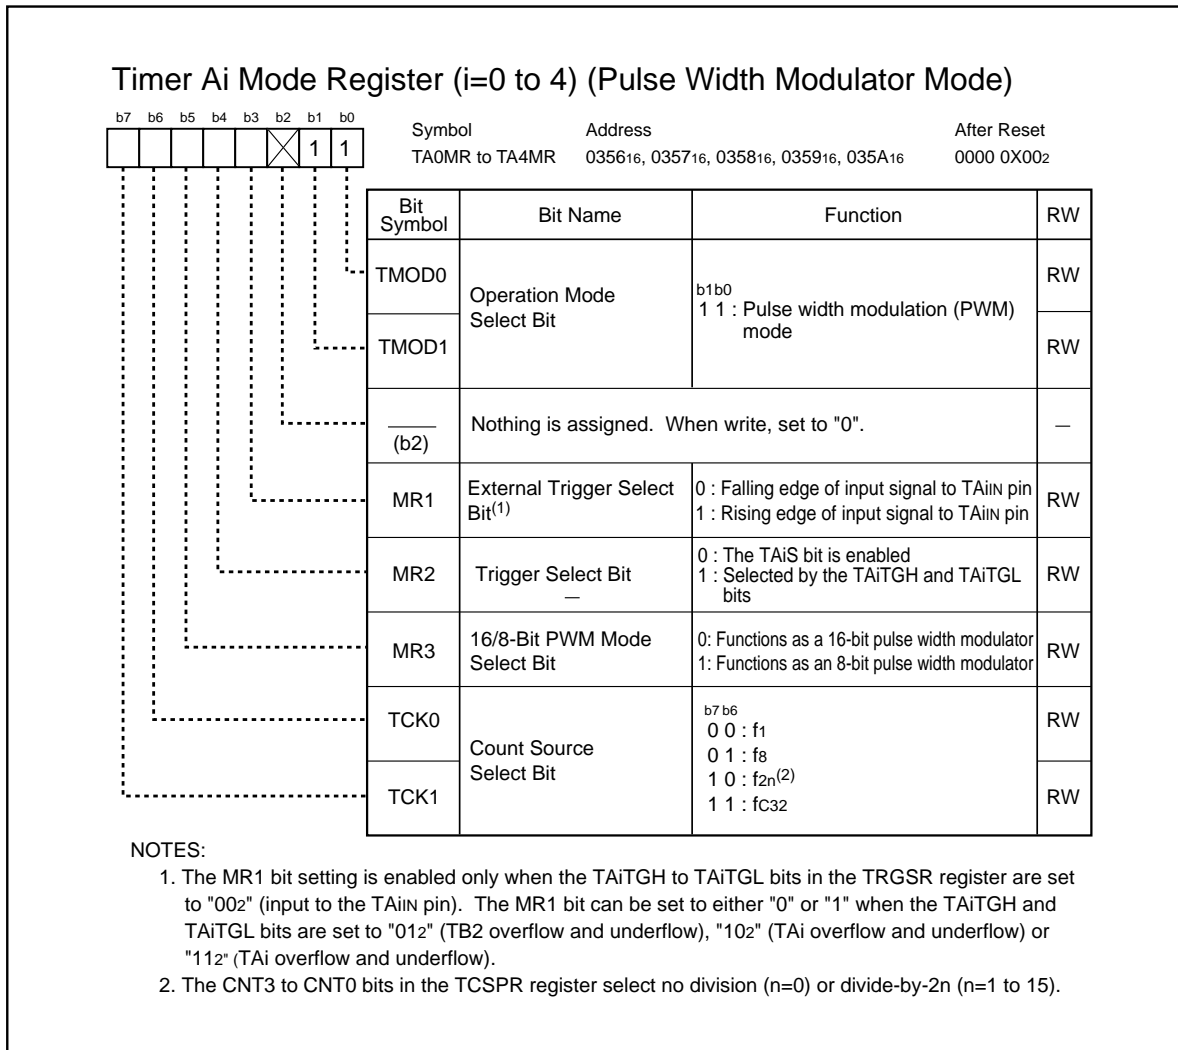 Timer Ai Mode Register (i=0 to 4) (Pulse Width Modulator Mode)
b7 b6 b5 b4 b3 b2 b1 b0
1 1
Symbol Address After Reset
TA0MR to TA4MR 035616, 035716, 035816, 035916, 035A16 0000 0X002
Bit Symbol Bit Name Function RW
TMOD0 RW
Operation Mode Select Bit
b1b0
1 1 : Pulse width modulation (PWM)
mode
TMOD1 RW
(b2) Nothing is assigned. When write, set to "0". —
MR1 External Trigger Select Bit(1) RW
0 : Falling edge of input signal to TAiIN pin
1 : Rising edge of input signal to TAiIN pin
MR2 Trigger Select Bit — RW
0 : The TAiS bit is enabled
1 : Selected by the TAiTGH and TAiTGL
bits
MR3 16/8-Bit PWM Mode Select Bit RW
0: Functions as a 16-bit pulse width modulator
1: Functions as an 8-bit pulse width modulator
TCK0 RW
Count Source Select Bit
b7 b6
0 0 : f1
0 1 : f8
1 0 : f2n(2)
1 1 : fC32
TCK1 RW
NOTES:
1. The MR1 bit setting is enabled only when the TAiTGH to TAiTGL bits in the TRGSR register are set
to "002" (input to the TAiIN pin). The MR1 bit can be set to either "0" or "1" when the TAiTGH and
TAiTGL bits are set to "012" (TB2 overflow and underflow), "102" (TAi overflow and underflow) or
"112" (TAi overflow and underflow).
2. The CNT3 to CNT0 bits in the TCSPR register select no division (n=0) or divide-by-2n (n=1 to 15).